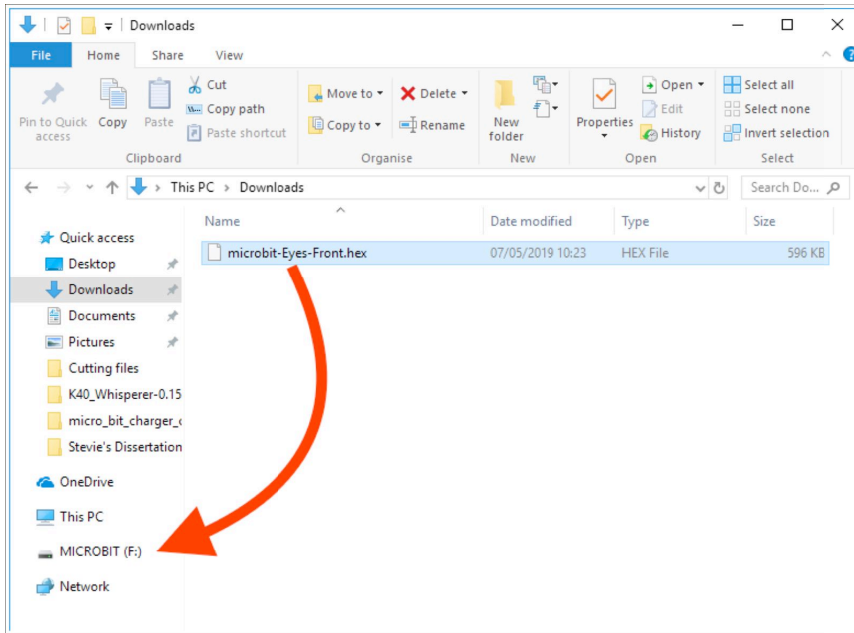 Downloads
File Home Share View
Pin to Quick access
Copy
Paste
Cut
Copy path
Paste shortcut
Clipboard
Move to
Copy to
Delete
Rename
Organise
New folder
New
Properties
Open
Edit
History
Open
Select all
Select none
Invert selection
Select
This PC > Downloads
Search Do...
Name Date modified Type Size
microbit-Eyes-Front.hex 07/05/2019 10:23 HEX File 596 KB
Quick access
Desktop
Downloads
Documents
Pictures
Cutting files
K40_Whisperer-0.15
micro_bit_charger_
Stevie's Dissertation
OneDrive
This PC
MICROBIT (F:)
Network